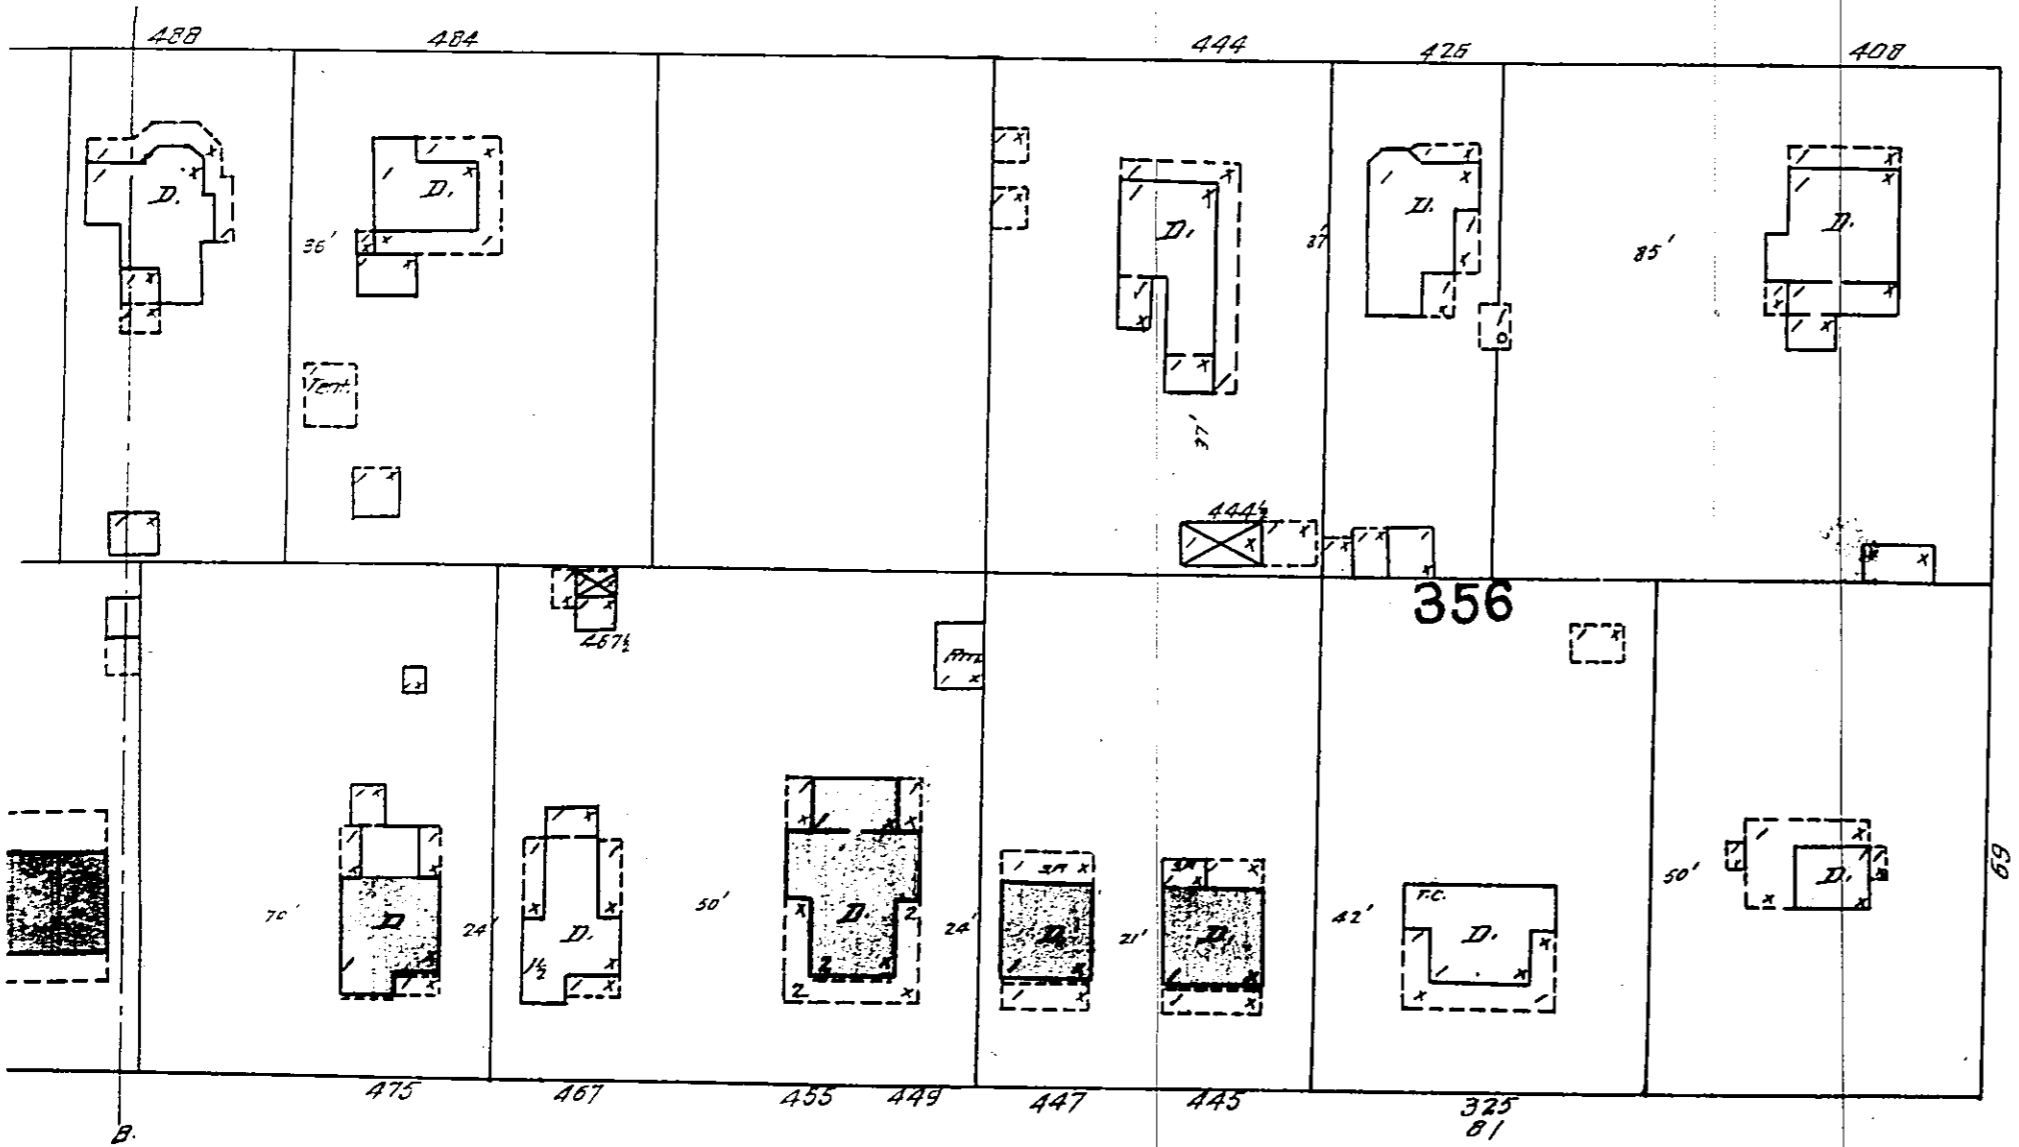 488 484 444 426 408
D. D. D. D. D.
36' 37' 85'
Tent.
37'
444½
356
467½
Rm.
69
70' 24' 50' 24' 21' 42' 50'
D D. D. D. D. D. D.
F.C.
1½
2 2
2
475 467 455 449 447 445 325
81
B.